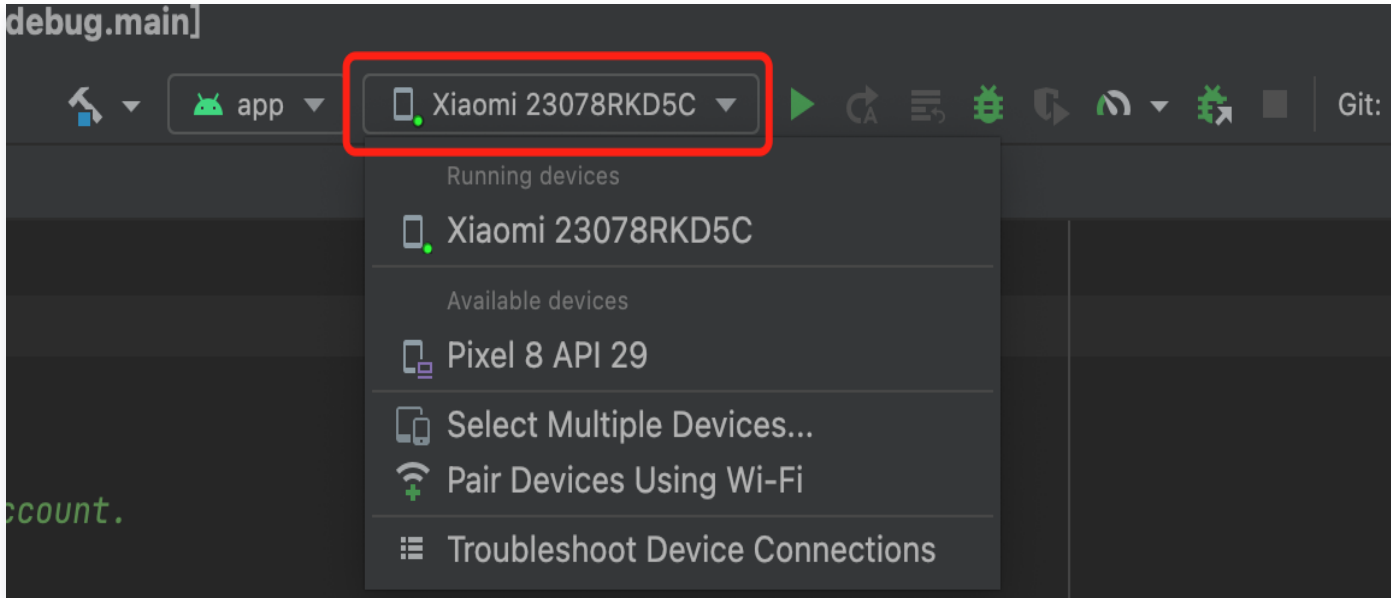 debug.main]
app
Xiaomi 23078RKD5C
Git:
Running devices
Xiaomi 23078RKD5C
Available devices
Pixel 8 API 29
Select Multiple Devices...
Pair Devices Using Wi-Fi
ccount.
Troubleshoot Device Connections